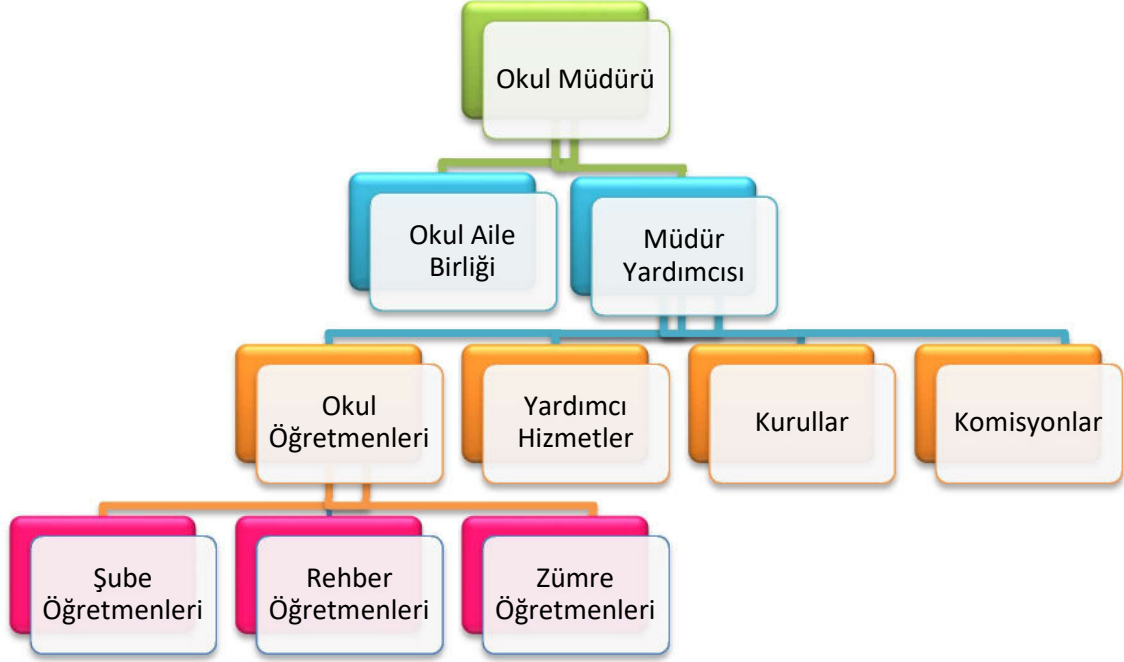 Okul Müdürü
Okul Aile
Birliği
Müdür
Yardımcısı
Okul
Öğretmenleri
Yardımcı
Hizmetler
Kurullar
Komisyonlar
Şube
Öğretmenleri
Rehber
Öğretmenleri
Zümre
Öğretmenleri